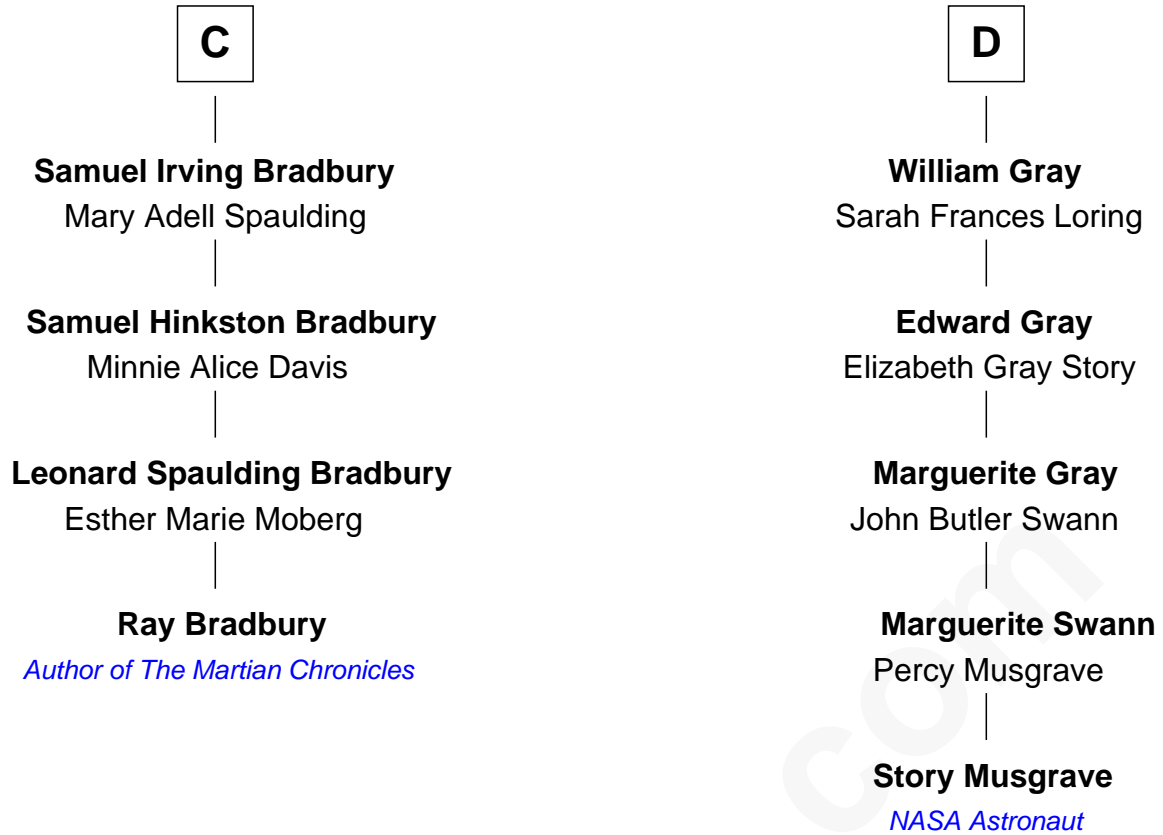 C
Samuel Irving Bradbury
Mary Adell Spaulding
Samuel Hinkston Bradbury
Minnie Alice Davis
Leonard Spaulding Bradbury
Esther Marie Moberg
Ray Bradbury
Author of The Martian Chronicles
D
William Gray
Sarah Frances Loring
Edward Gray
Elizabeth Gray Story
Marguerite Gray
John Butler Swann
Marguerite Swann
Percy Musgrave
Story Musgrave
NASA Astronaut
com